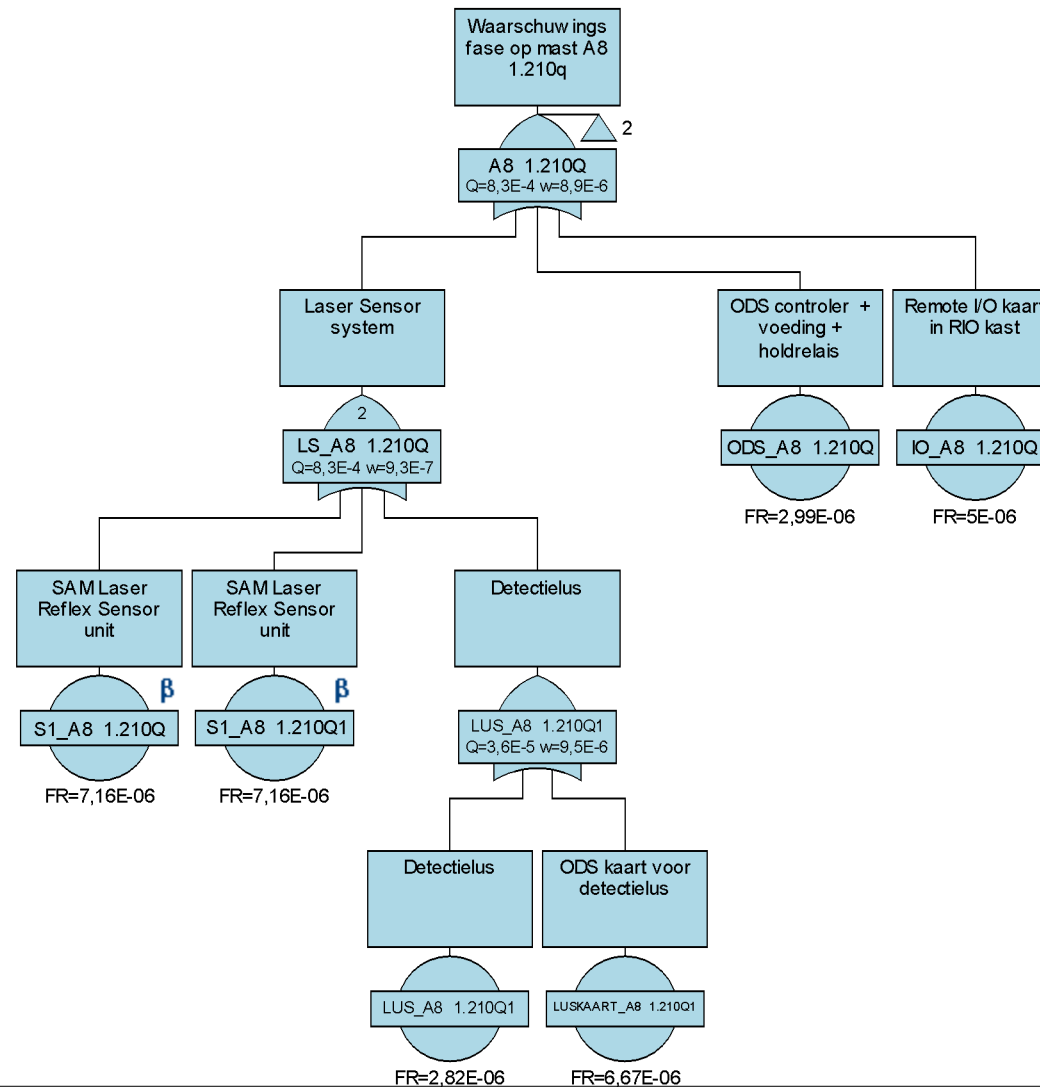 Waarschuwings
fase op mast A8
1.210q
2
A8 1.210Q
Q=8,3E-4 w=8,9E-6
Laser Sensor
system
ODS controler +
voeding +
holdrelais
Remote I/O kaart
in RIO kast
2
LS_A8 1.210Q
Q=8,3E-4 w=9,3E-7
ODS_A8 1.210Q
IO_A8 1.210Q
FR=2,99E-06
FR=5E-06
SAM Laser
Reflex Sensor
unit
SAM Laser
Reflex Sensor
unit
Detectielus
β
β
S1_A8 1.210Q
S1_A8 1.210Q1
LUS_A8 1.210Q1
Q=3,6E-5 w=9,5E-6
FR=7,16E-06
FR=7,16E-06
Detectielus
ODS kaart voor
detectielus
LUS_A8 1.210Q1
LUSKAART_A8 1.210Q1
FR=2,82E-06
FR=6,67E-06